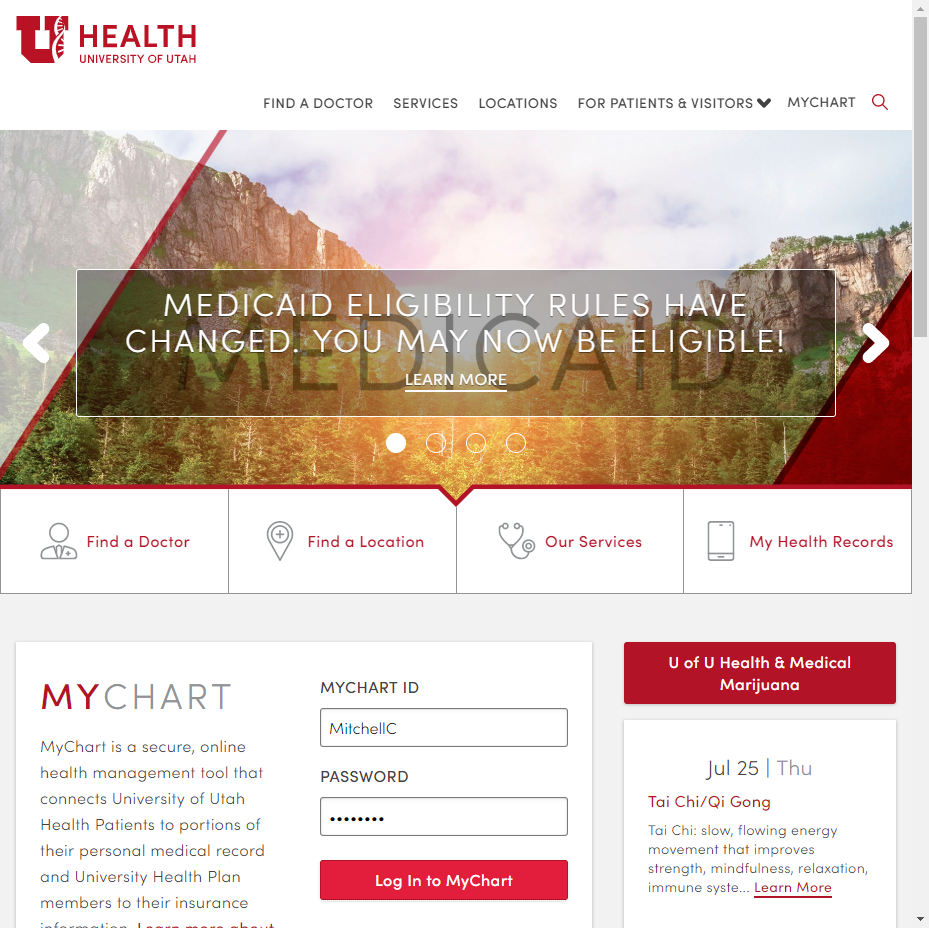 HEALTH
UNIVERSITY OF UTAH
FIND A DOCTOR SERVICES LOCATIONS FOR PATIENTS & VISITORS MYCHART
MEDICAID
MEDICAID ELIGIBILITY RULES HAVE
CHANGED. YOU MAY NOW BE ELIGIBLE!
LEARN MORE
Find a Doctor
Find a Location
Our Services
My Health Records
MYCHART
MyChart is a secure, online
health management tool that
connects University of Utah
Health Patients to portions of
their personal medical record
and University Health Plan
members to their insurance
information. Learn more about
MYCHART ID
MitchellC
PASSWORD
••••••••
Log In to MyChart
U of U Health & Medical
Marijuana
Jul 25 | Thu
Tai Chi/Qi Gong
Tai Chi: slow, flowing energy
movement that improves
strength, mindfulness, relaxation,
immune syste... Learn More